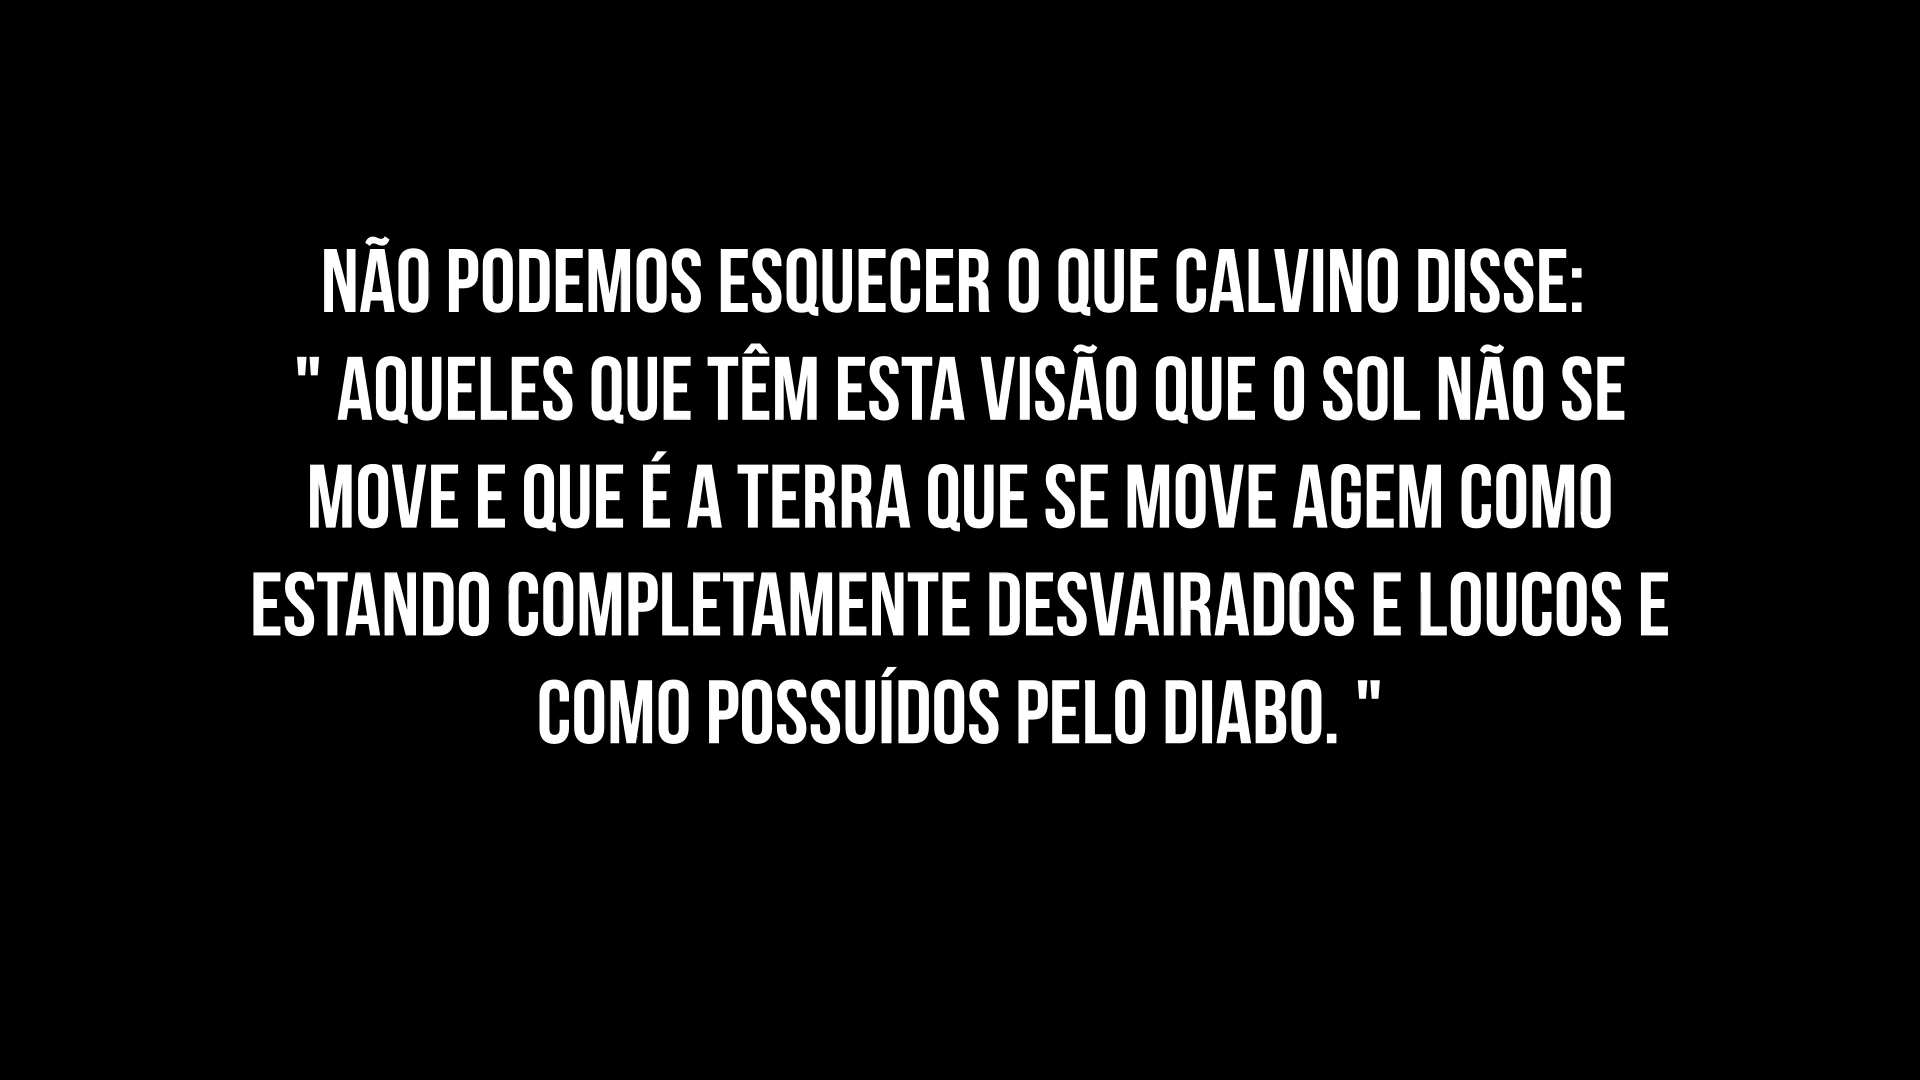 NÃO PODEMOS ESQUECER O QUE CALVINO DISSE:
" AQUELES QUE TÊM ESTA VISÃO QUE O SOL NÃO SE
MOVE E QUE É A TERRA QUE SE MOVE AGEM COMO
ESTANDO COMPLETAMENTE DESVAIRADOS E LOUCOS E
COMO POSSUÍDOS PELO DIABO. "